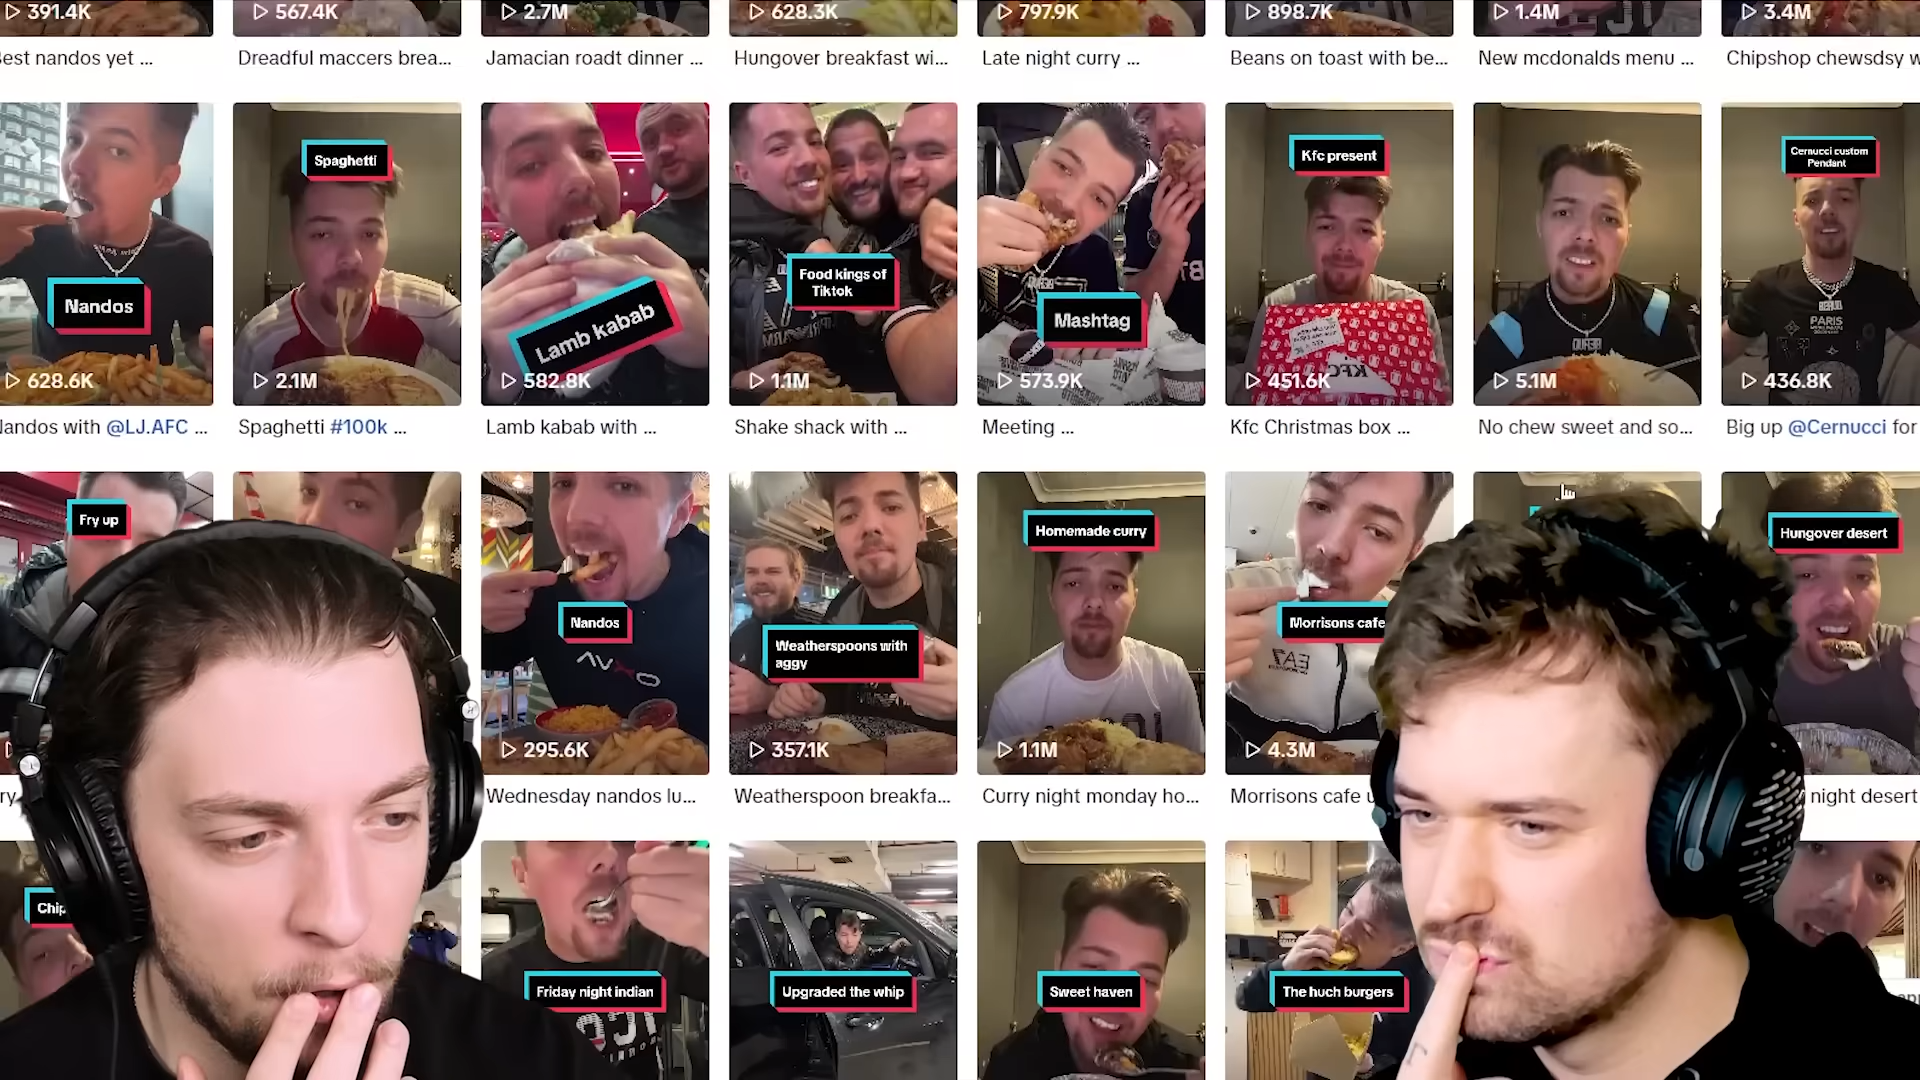 391.4K
567.4K
2.7M
628.3K
797.9K
898.7K
1.4M
3.4M
est nandos yet ...
Dreadful maccers brea...
Jamacian roadt dinner ...
Hungover breakfast wi...
Late night curry ...
Beans on toast with be...
New mcdonalds menu ...
Chipshop chewsdsy w
Nandos
628.6K
Spaghetti
2.1M
Lamb kabab
582.8K
Food kings of
Tiktok
1.1M
Mashtag
573.9K
Kfc present
KFC
451.6K
5.1M
Cernucci custom
Pendant
PARIS
436.8K
andos with @LJ.AFC ...
Spaghetti #100k ...
Lamb kabab with ...
Shake shack with ...
Meeting ...
Kfc Christmas box ...
No chew sweet and so...
Big up @Cernucci for
Fry up
Nandos
295.6K
Weatherspoons with
aggy
357.1K
Homemade curry
1.1M
Morrisons cafe
EA7
4.3M
Hungover desert
ry
Wednesday nandos lu...
Weatherspoon breakfa...
Curry night monday ho...
Morrisons cafe u
night desert
Chip
Friday night indian
Upgraded the whip
Sweet haven
The huch burgers